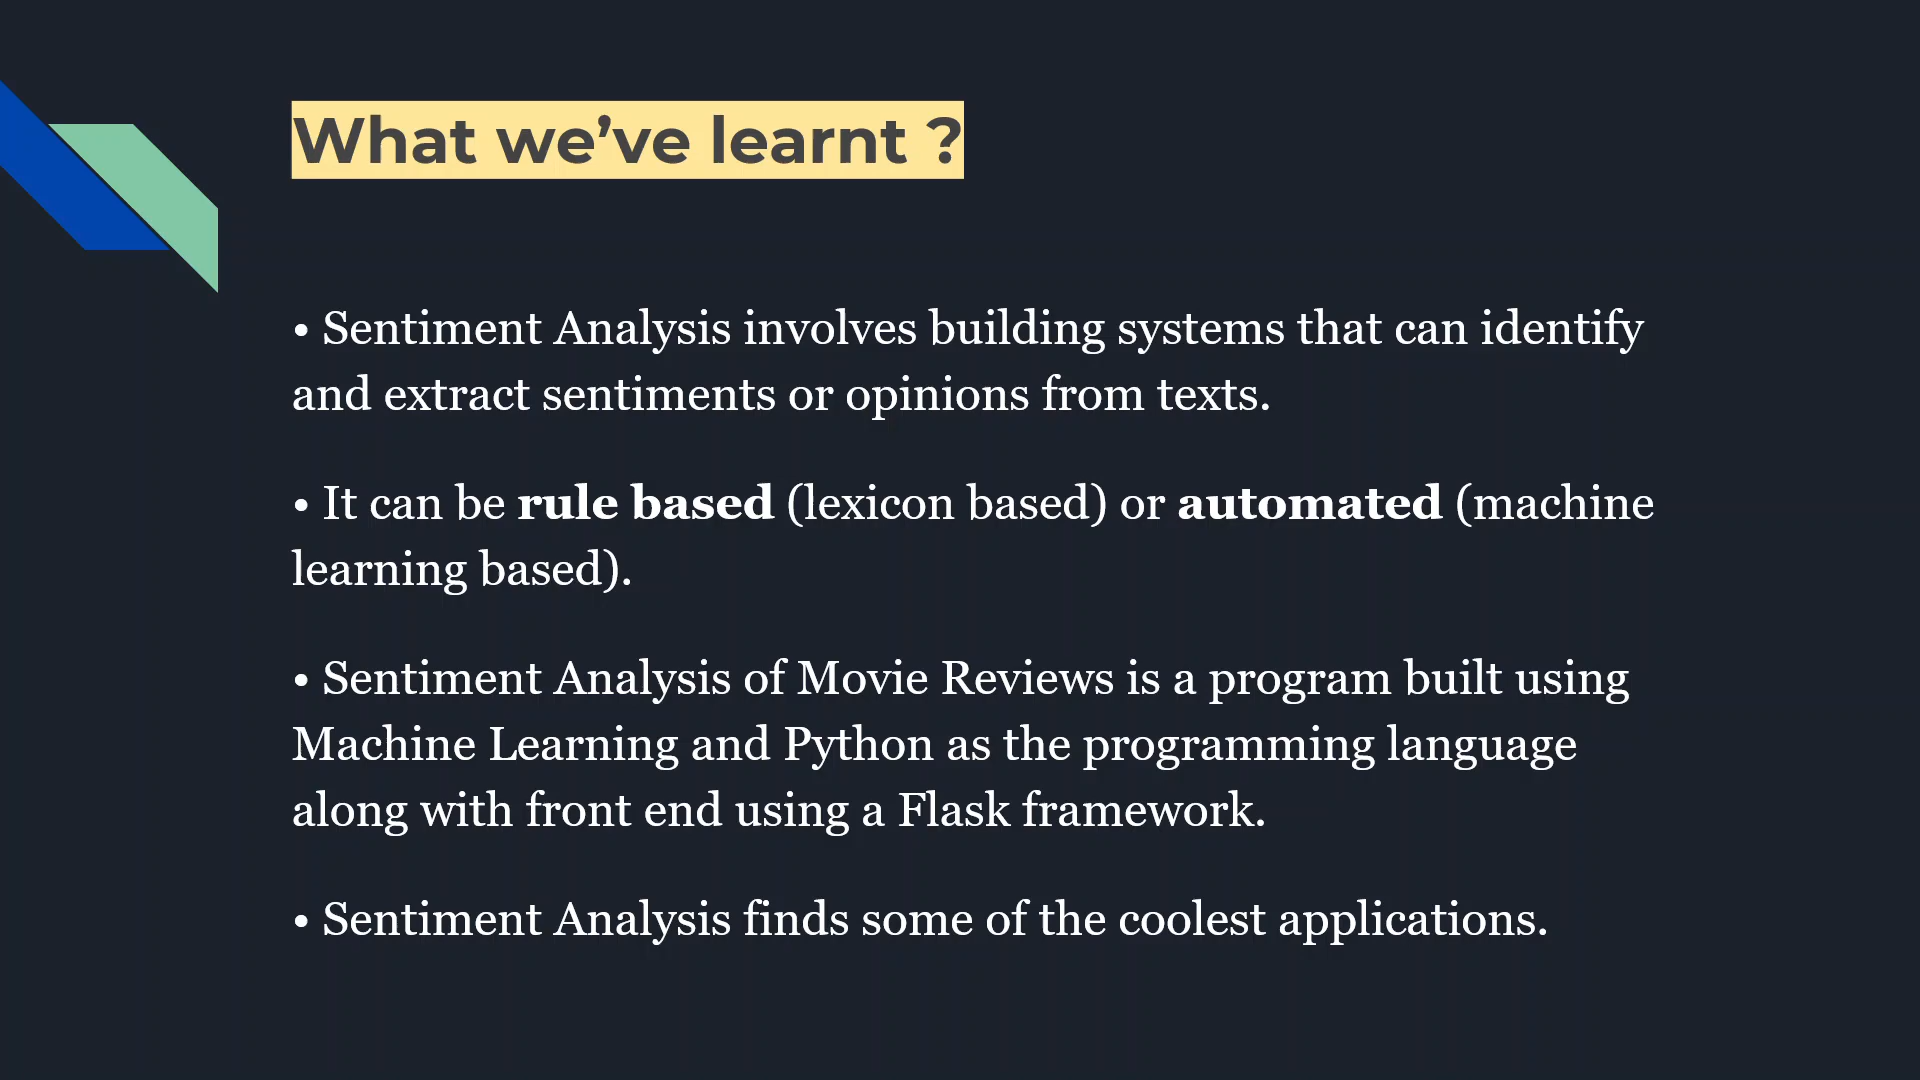 What we’ve learnt ?
• Sentiment Analysis involves building systems that can identify
and extract sentiments or opinions from texts.
• It can be rule based (lexicon based) or automated (machine
learning based).
• Sentiment Analysis of Movie Reviews is a program built using
Machine Learning and Python as the programming language
along with front end using a Flask framework.
• Sentiment Analysis finds some of the coolest applications.